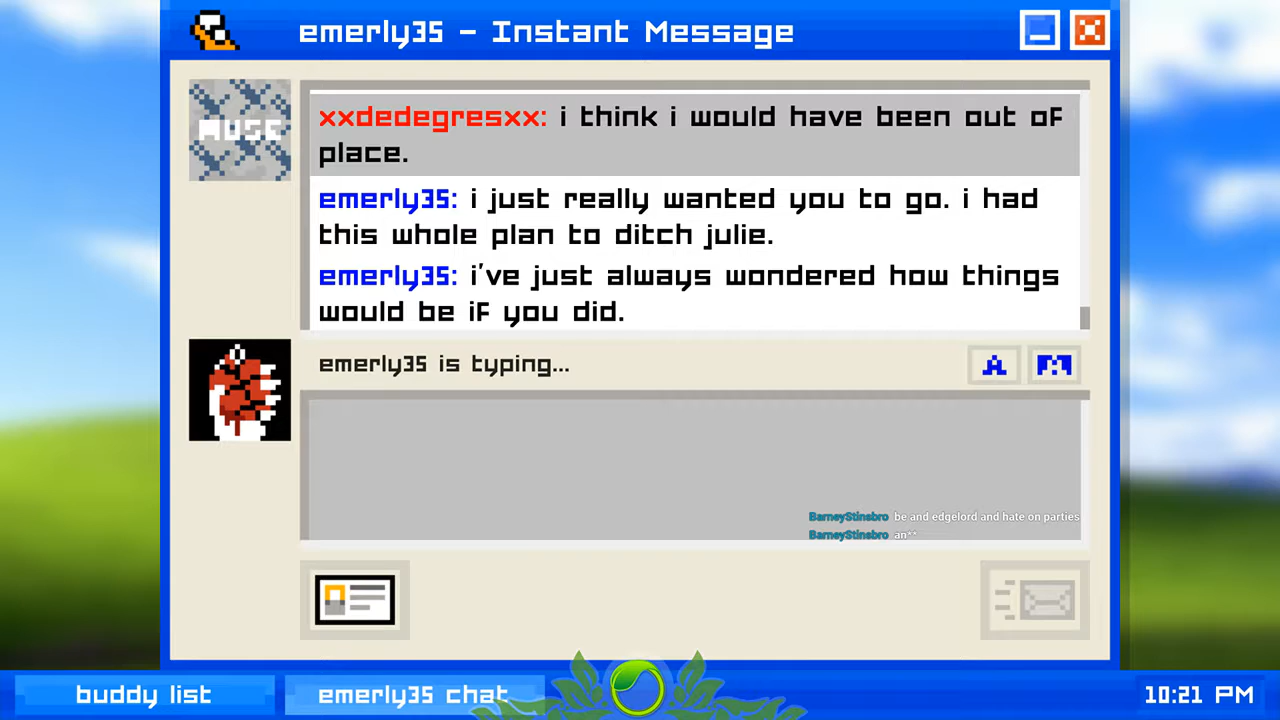 emerly35 - Instant Message
MUSE
xxdedegresxx: i think i would have been out of
place.
emerly35: i just really wanted you to go. i had
this whole plan to ditch julie.
emerly35: i've just always wondered how things
would be if you did.
emerly35 is typing...
A
BarneyStinsbro be and edgelord and hate on parties
BarneyStinsbro an**
buddy list
emerly35 chat
10:21 PM